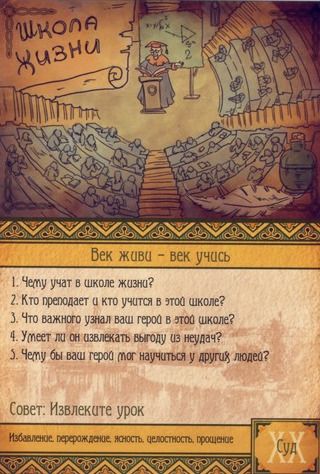 Школа
жизни
2
Век живи – век учись
1. Чему учат в школе жизни?
2. Кто преподает и кто учится в этой школе?
3. Что важного узнал ваш герой в этой школе?
4. Умеет ли он извлекать выгоду из неудач?
5. Чему бы ваш герой мог научиться у других людей?
Совет: Извлеките урок
Избавление, перерождение, ясность, целостность, прощение
XX
Суд